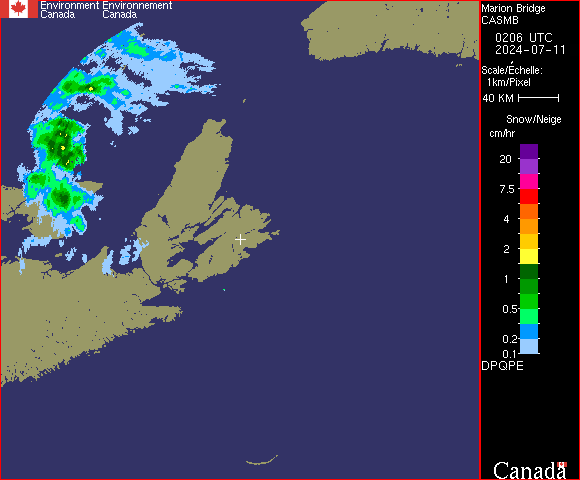 Environment Environnement
Canada Canada
Marion Bridge
CASMB
0206 UTC
2024-07-11
Scale/Echelle:
1km/Pixel
40 KM
Snow/Neige
cm/hr
20
7.5
4
2
1
0.5
0.2
0.1
DPQPE
Canada